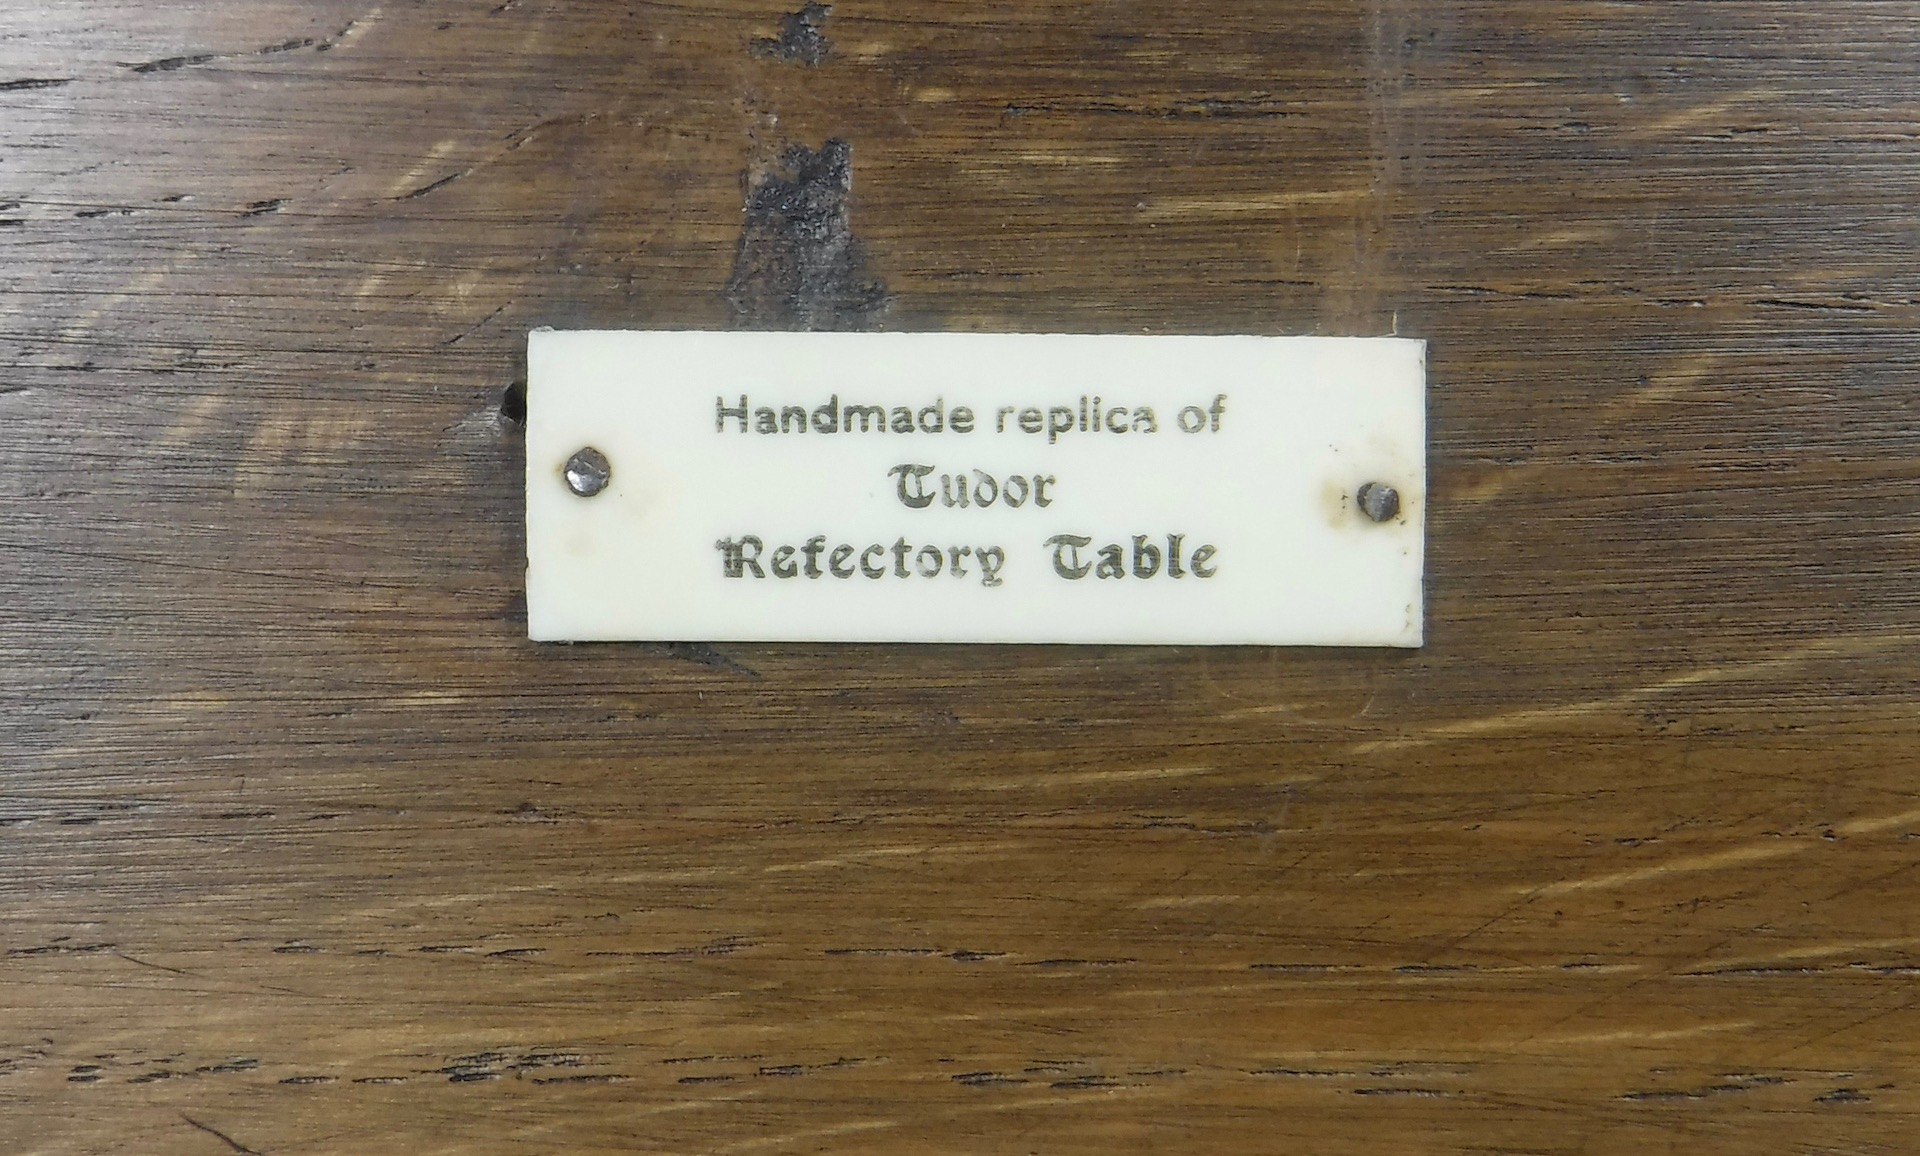 Handmade replica of
Tudor
Refectory Table